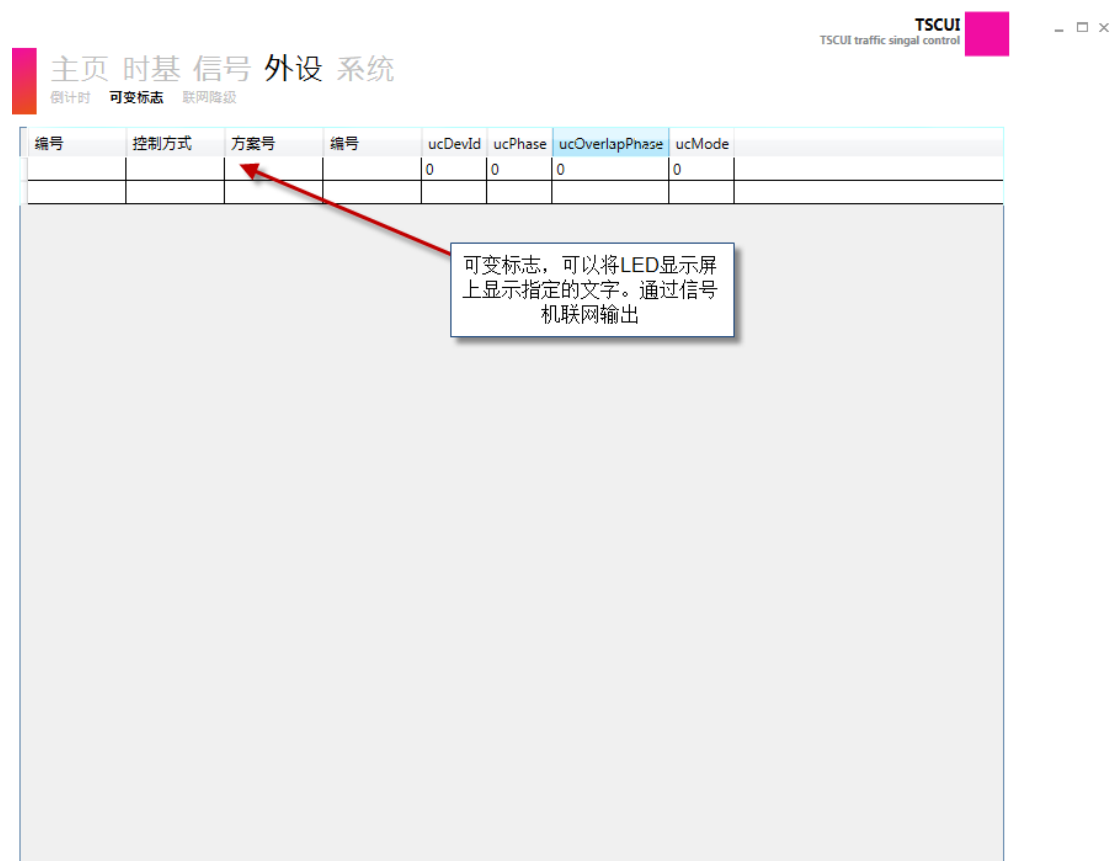 TSCUI
TSCUI traffic singal control
主页 时基 信号 外设 系统
倒计时 可变标志 联网降级
编号 控制方式 方案号 编号 ucDevId ucPhase ucOverlapPhase ucMode
0 0 0 0
可变标志，可以将LED显示屏
上显示指定的文字。通过信号
机联网输出